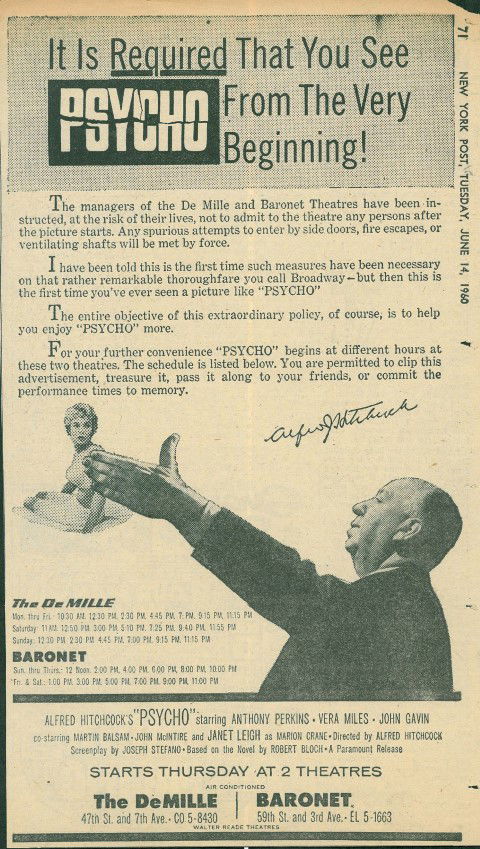 It Is Required That You See
PSYCHO From The Very
Beginning!
71 NEW YORK POST, TUESDAY, JUNE 14, 1960
The managers of the De Mille and Baronet Theatres have been in-
structed, at the risk of their lives, not to admit to the theatre any persons after
the picture starts. Any spurious attempts to enter by side doors, fire escapes, or
ventilating shafts will be met by force.
I have been told this is the first time such measures have been necessary
on that rather remarkable thoroughfare you call Broadway—but then this is
the first time you've ever seen a picture like "PSYCHO"
The entire objective of this extraordinary policy, of course, is to help
you enjoy "PSYCHO" more.
For your further convenience "PSYCHO" begins at different hours at
these two theatres. The schedule is listed below. You are permitted to clip this
advertisement, treasure it, pass it along to your friends, or commit the
performance times to memory.
Alfred J Hitchcock
The De MILLE
Mon. thru Fri.: 10:30 AM, 12:30 PM, 2:30 PM, 4:45 PM, 7: PM, 9:15 PM, 11:15 PM
Saturday: 11 AM, 12:50 PM, 3:00 PM, 5:10 PM, 7:25 PM, 9:40 PM, 11:55 PM
Sunday: 12:30 PM, 2:30 PM, 4:45 PM, 7:00 PM, 9:15 PM, 11:15 PM
BARONET
Sun. thru Thurs.: 12 Noon, 2:00 PM, 4:00 PM, 6:00 PM, 8:00 PM, 10:00 PM
Fri. & Sat.: 1:00 PM, 3:00 PM, 5:00 PM, 7:00 PM, 9:00 PM, 11:00 PM
ALFRED HITCHCOCK'S "PSYCHO" starring ANTHONY PERKINS • VERA MILES • JOHN GAVIN
co-starring MARTIN BALSAM • JOHN McINTIRE and JANET LEIGH as MARION CRANE • Directed by ALFRED HITCHCOCK
Screenplay by JOSEPH STEFANO • Based on the Novel by ROBERT BLOCH • A Paramount Release
STARTS THURSDAY AT 2 THEATRES
AIR CONDITIONED
The DeMILLE | BARONET
47th St. and 7th Ave. • CO 5-8430 | 59th St. and 3rd Ave. • EL 5-1663
WALTER READE THEATRES